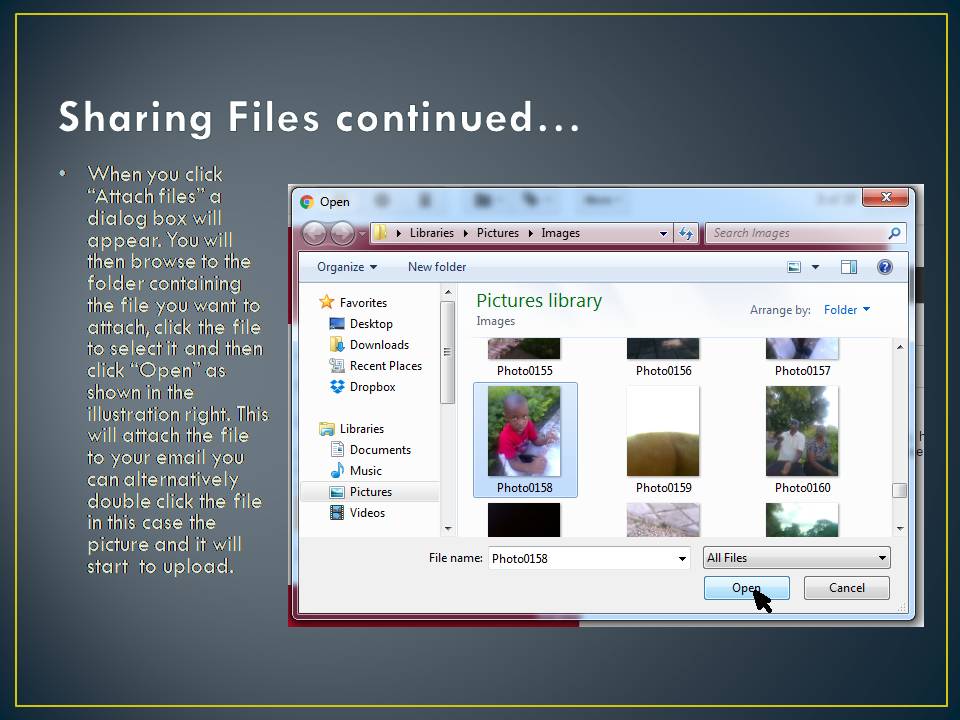 Sharing Files continued…
• When you click
“Attach files” a
dialog box will
appear. You will
then browse to the
folder containing
the file you want to
attach, click the file
to select it and then
click “Open” as
shown in the
illustration right. This
will attach the file
to your email you
can alternatively
double click the file
in this case the
picture and it will
start to upload.
Open
Libraries Pictures Images
Search Images
Organize New folder
Favorites
Desktop
Downloads
Recent Places
Dropbox
Libraries
Documents
Music
Pictures
Videos
Pictures library
Images
Arrange by: Folder
Photo0155 Photo0156 Photo0157
Photo0158 Photo0159 Photo0160
File name: Photo0158 All Files
Open Cancel